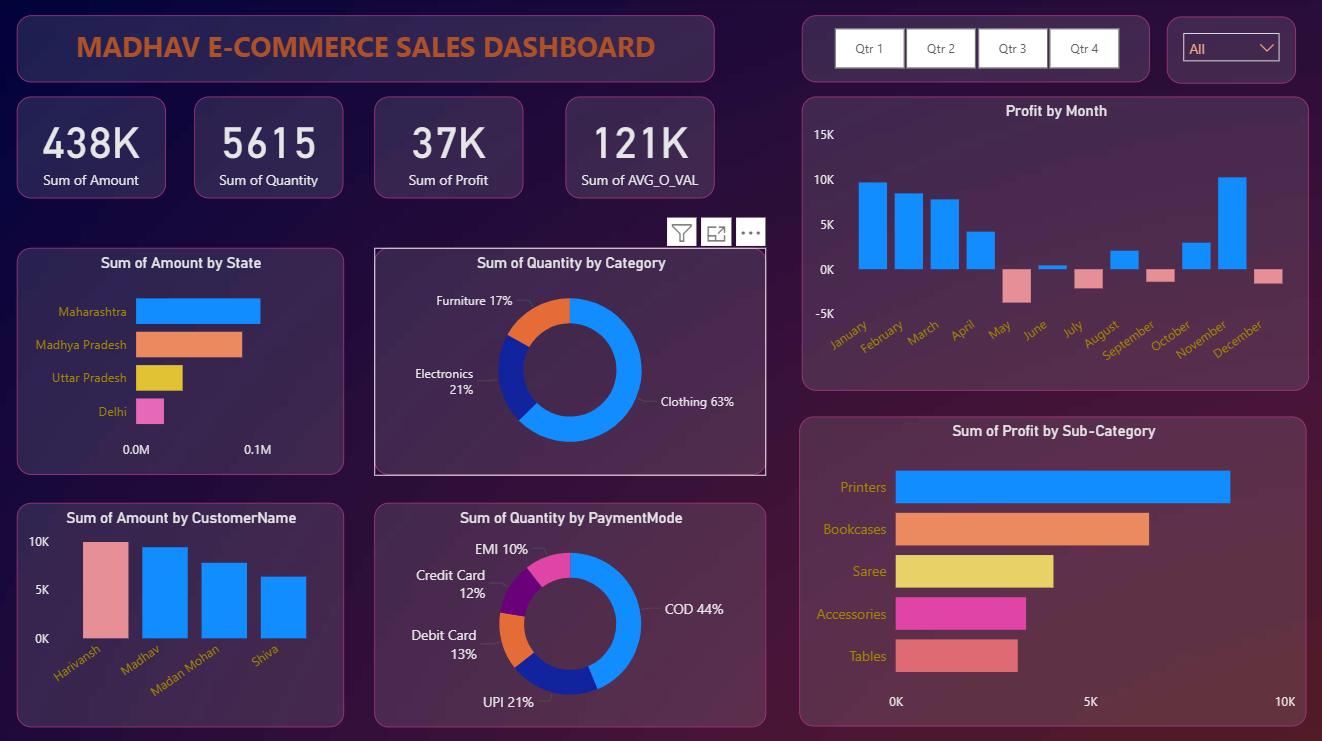 MADHAV E-COMMERCE SALES DASHBOARD
Qtr 1 Qtr 2 Qtr 3 Qtr 4
All
438K
Sum of Amount
5615
Sum of Quantity
37K
Sum of Profit
121K
Sum of AVG_O_VAL
Profit by Month
15K
10K
5K
0K
-5K
January February March April May June July August September October November December
Sum of Amount by State
Maharashtra
Madhya Pradesh
Uttar Pradesh
Delhi
0.0M 0.1M
Sum of Quantity by Category
Furniture 17%
Electronics
21%
Clothing 63%
Sum of Profit by Sub-Category
Printers
Bookcases
Saree
Accessories
Tables
0K 5K 10K
Sum of Amount by CustomerName
10K
5K
0K
Harivansh Madhav Madan Mohan Shiva
Sum of Quantity by PaymentMode
EMI 10%
Credit Card
12%
Debit Card
13%
UPI 21%
COD 44%